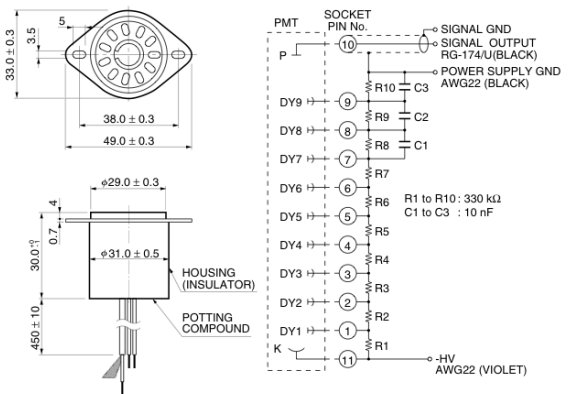 5
3.5
33.0 ± 0.3
38.0 ± 0.3
49.0 ± 0.3
φ29.0 ± 0.3
4
0.7
30.0 +0 -1
φ31.0 ± 0.5
HOUSING
(INSULATOR)
POTTING
COMPOUND
450 ± 10
PMT
SOCKET
PIN No.
SIGNAL GND
SIGNAL OUTPUT
RG-174/U(BLACK)
POWER SUPPLY GND
AWG22 (BLACK)
P 10
R10 C3
DY9 9
R9 C2
DY8 8
R8 C1
DY7 7
R7
DY6 6
R6
DY5 5
R5
DY4 4
R4
DY3 3
R3
DY2 2
R2
DY1 1
R1
K 11
R1 to R10 : 330 kΩ
C1 to C3 : 10 nF
-HV
AWG22 (VIOLET)